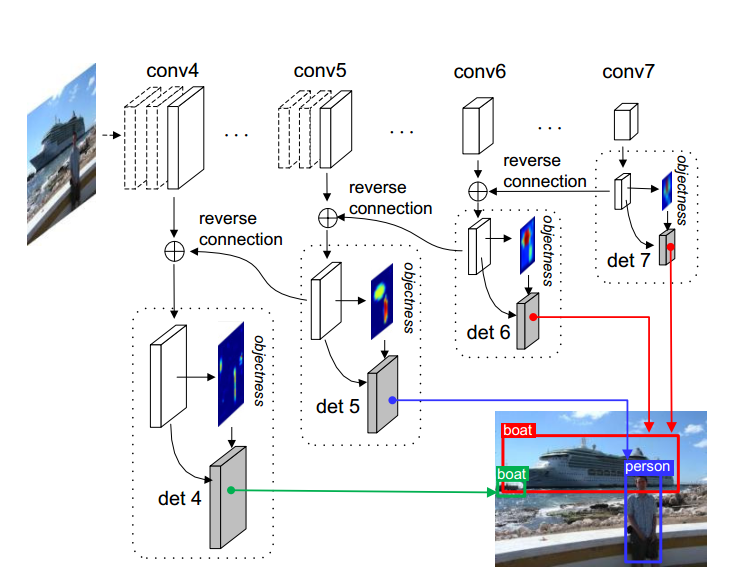 conv4
conv5
conv6
conv7
. . .
. . .
. . .
reverse
connection
reverse
connection
reverse
connection
objectness
det 7
objectness
det 6
objectness
det 5
objectness
det 4
boat
boat
person